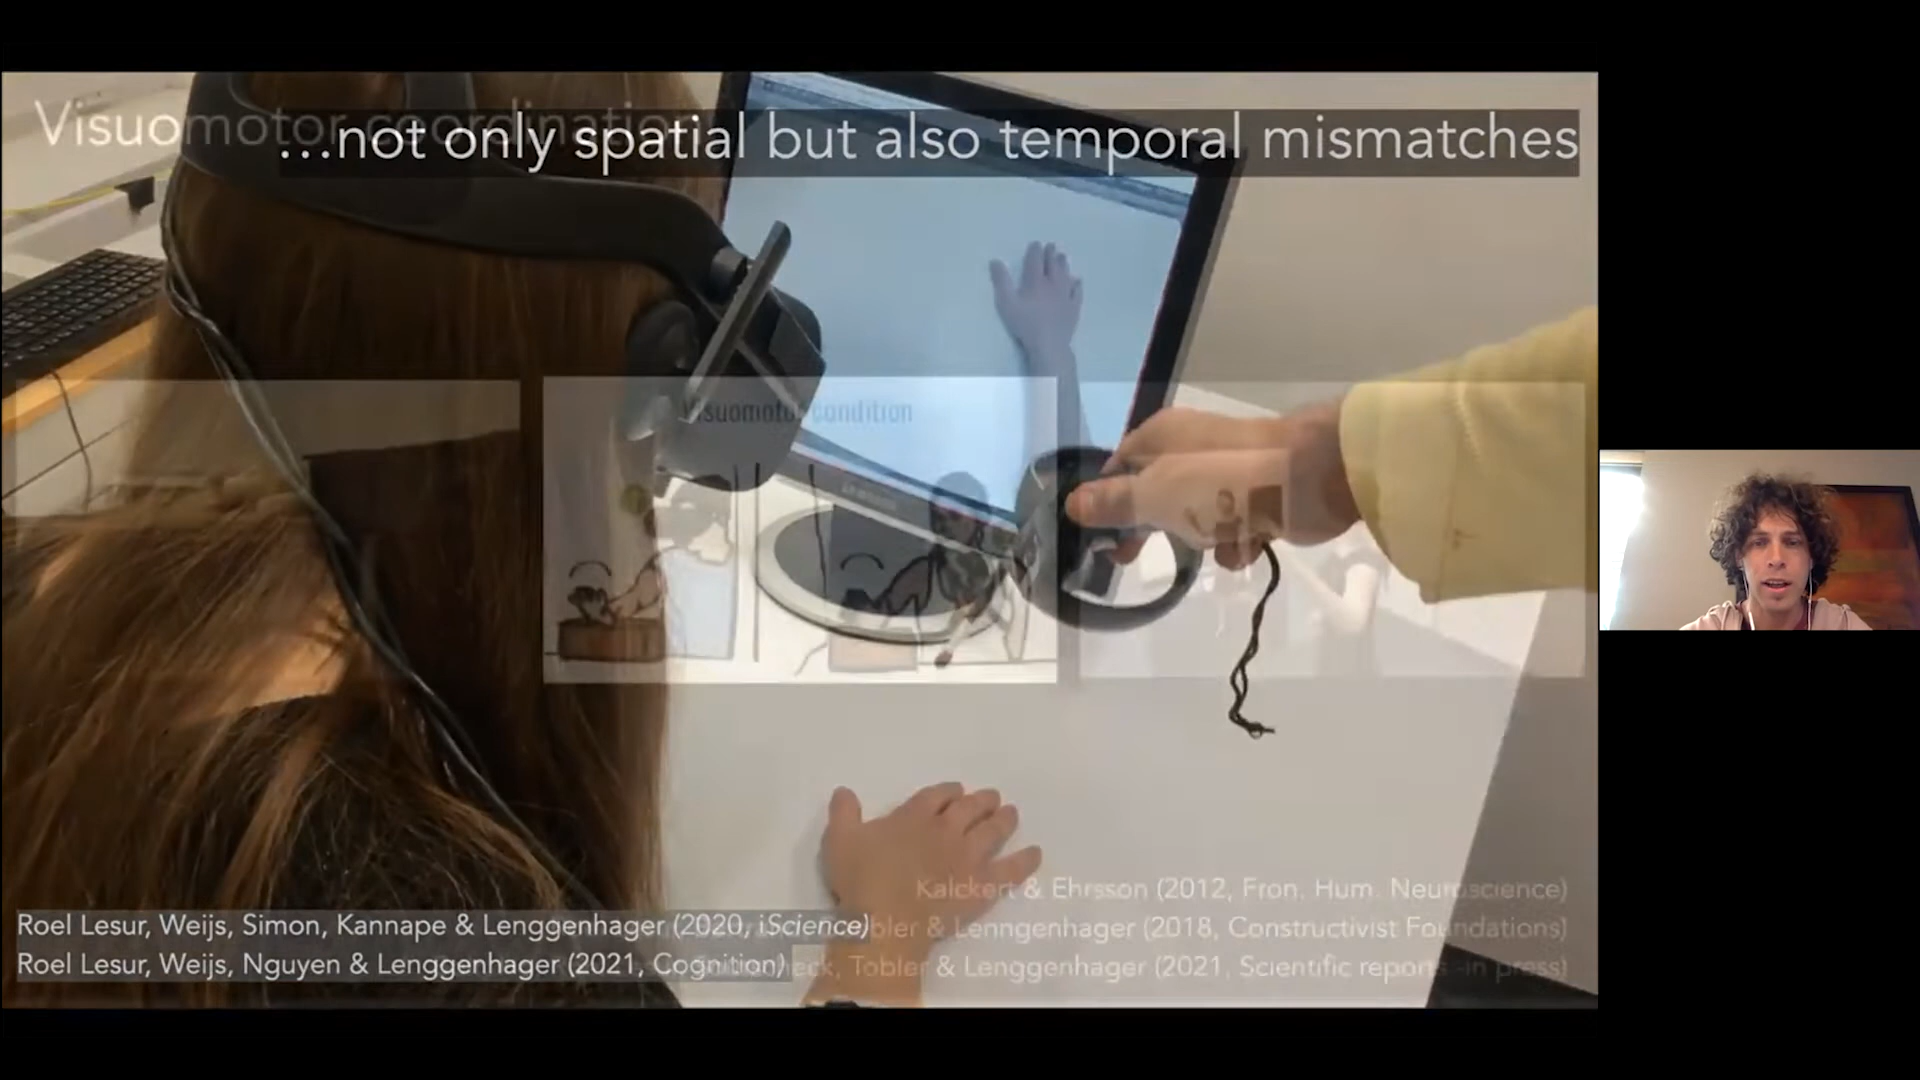 Visuomotor coordination
...not only spatial but also temporal mismatches
Visuomotor condition
Kalckert & Ehrsson (2012, Fron. Hum. Neuroscience)
Roel Lesur, Weijs, Simon, Kannape & Lenggenhager (2020, iScience)
bler & Lenngenhager (2018, Constructivist Foundations)
Roel Lesur, Weijs, Nguyen & Lenggenhager (2021, Cognition)
eck, Tobler & Lenggenhager (2021, Scientific reports -in press)